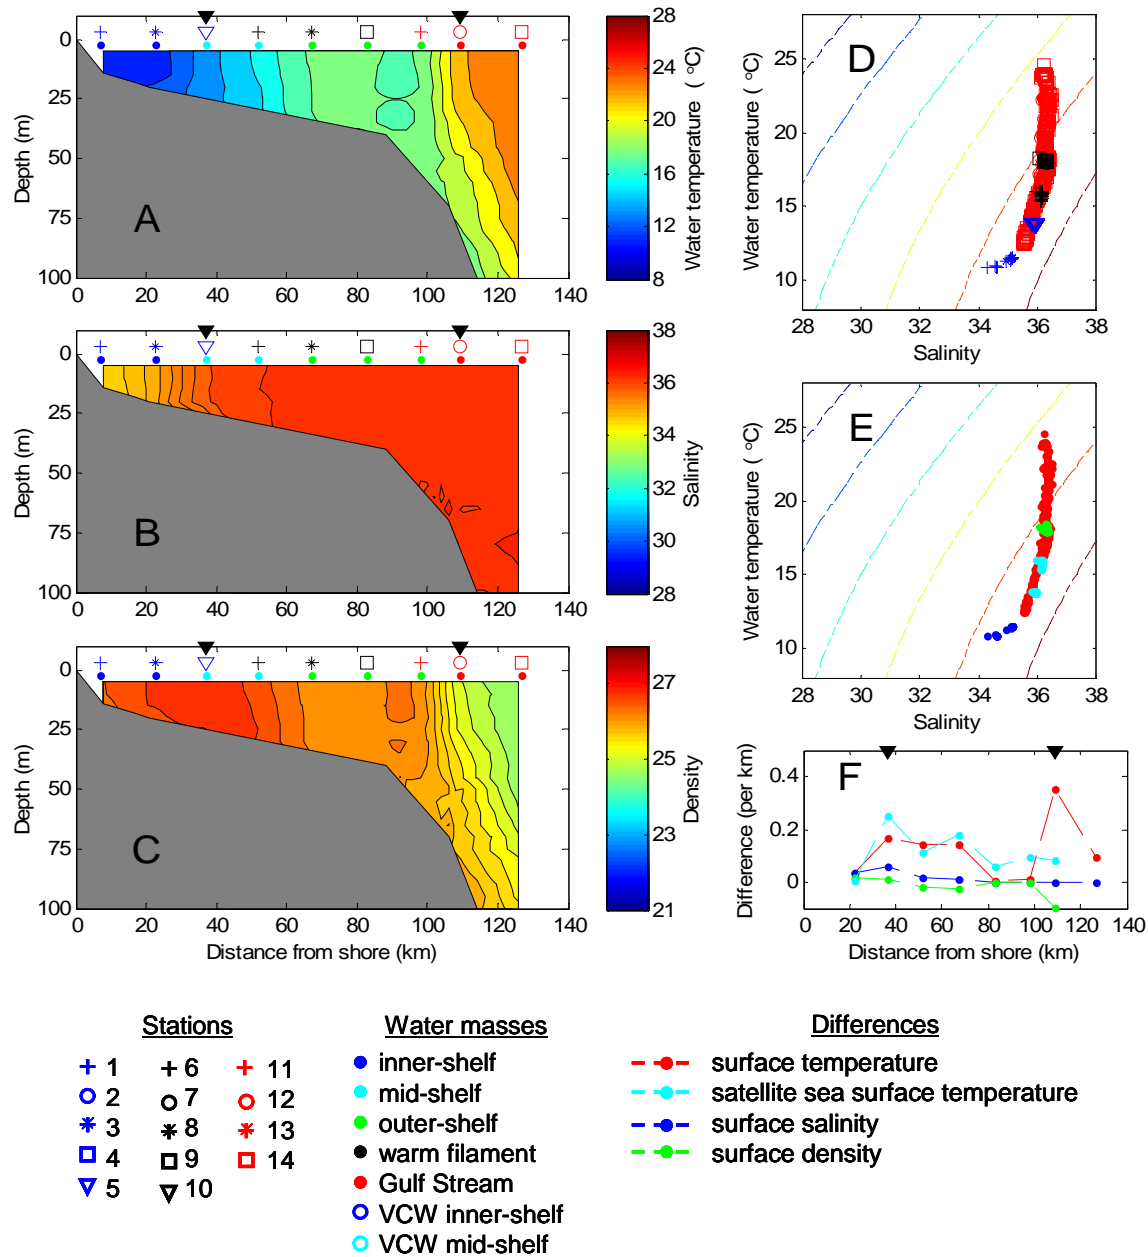 0
25
50
75
100
Depth (m)
A
0 20 40 60 80 100 120 140
28
24
20
16
12
8
Water temperature ( °C)
D
25
20
15
10
Water temperature ( °C)
28 30 32 34 36 38
Salinity
0
25
50
75
100
Depth (m)
B
0 20 40 60 80 100 120 140
38
36
34
32
30
28
Salinity
E
25
20
15
10
Water temperature ( °C)
28 30 32 34 36 38
Salinity
0
25
50
75
100
Depth (m)
C
0 20 40 60 80 100 120 140
Distance from shore (km)
27
25
23
21
Density
F
0.4
0.2
0
Difference (per km)
0 20 40 60 80 100 120 140
Distance from shore (km)
Stations
1 6 11
2 7 12
3 8 13
4 9 14
5 10
Water masses
inner-shelf
mid-shelf
outer-shelf
warm filament
Gulf Stream
VCW inner-shelf
VCW mid-shelf
Differences
surface temperature
satellite sea surface temperature
surface salinity
surface density